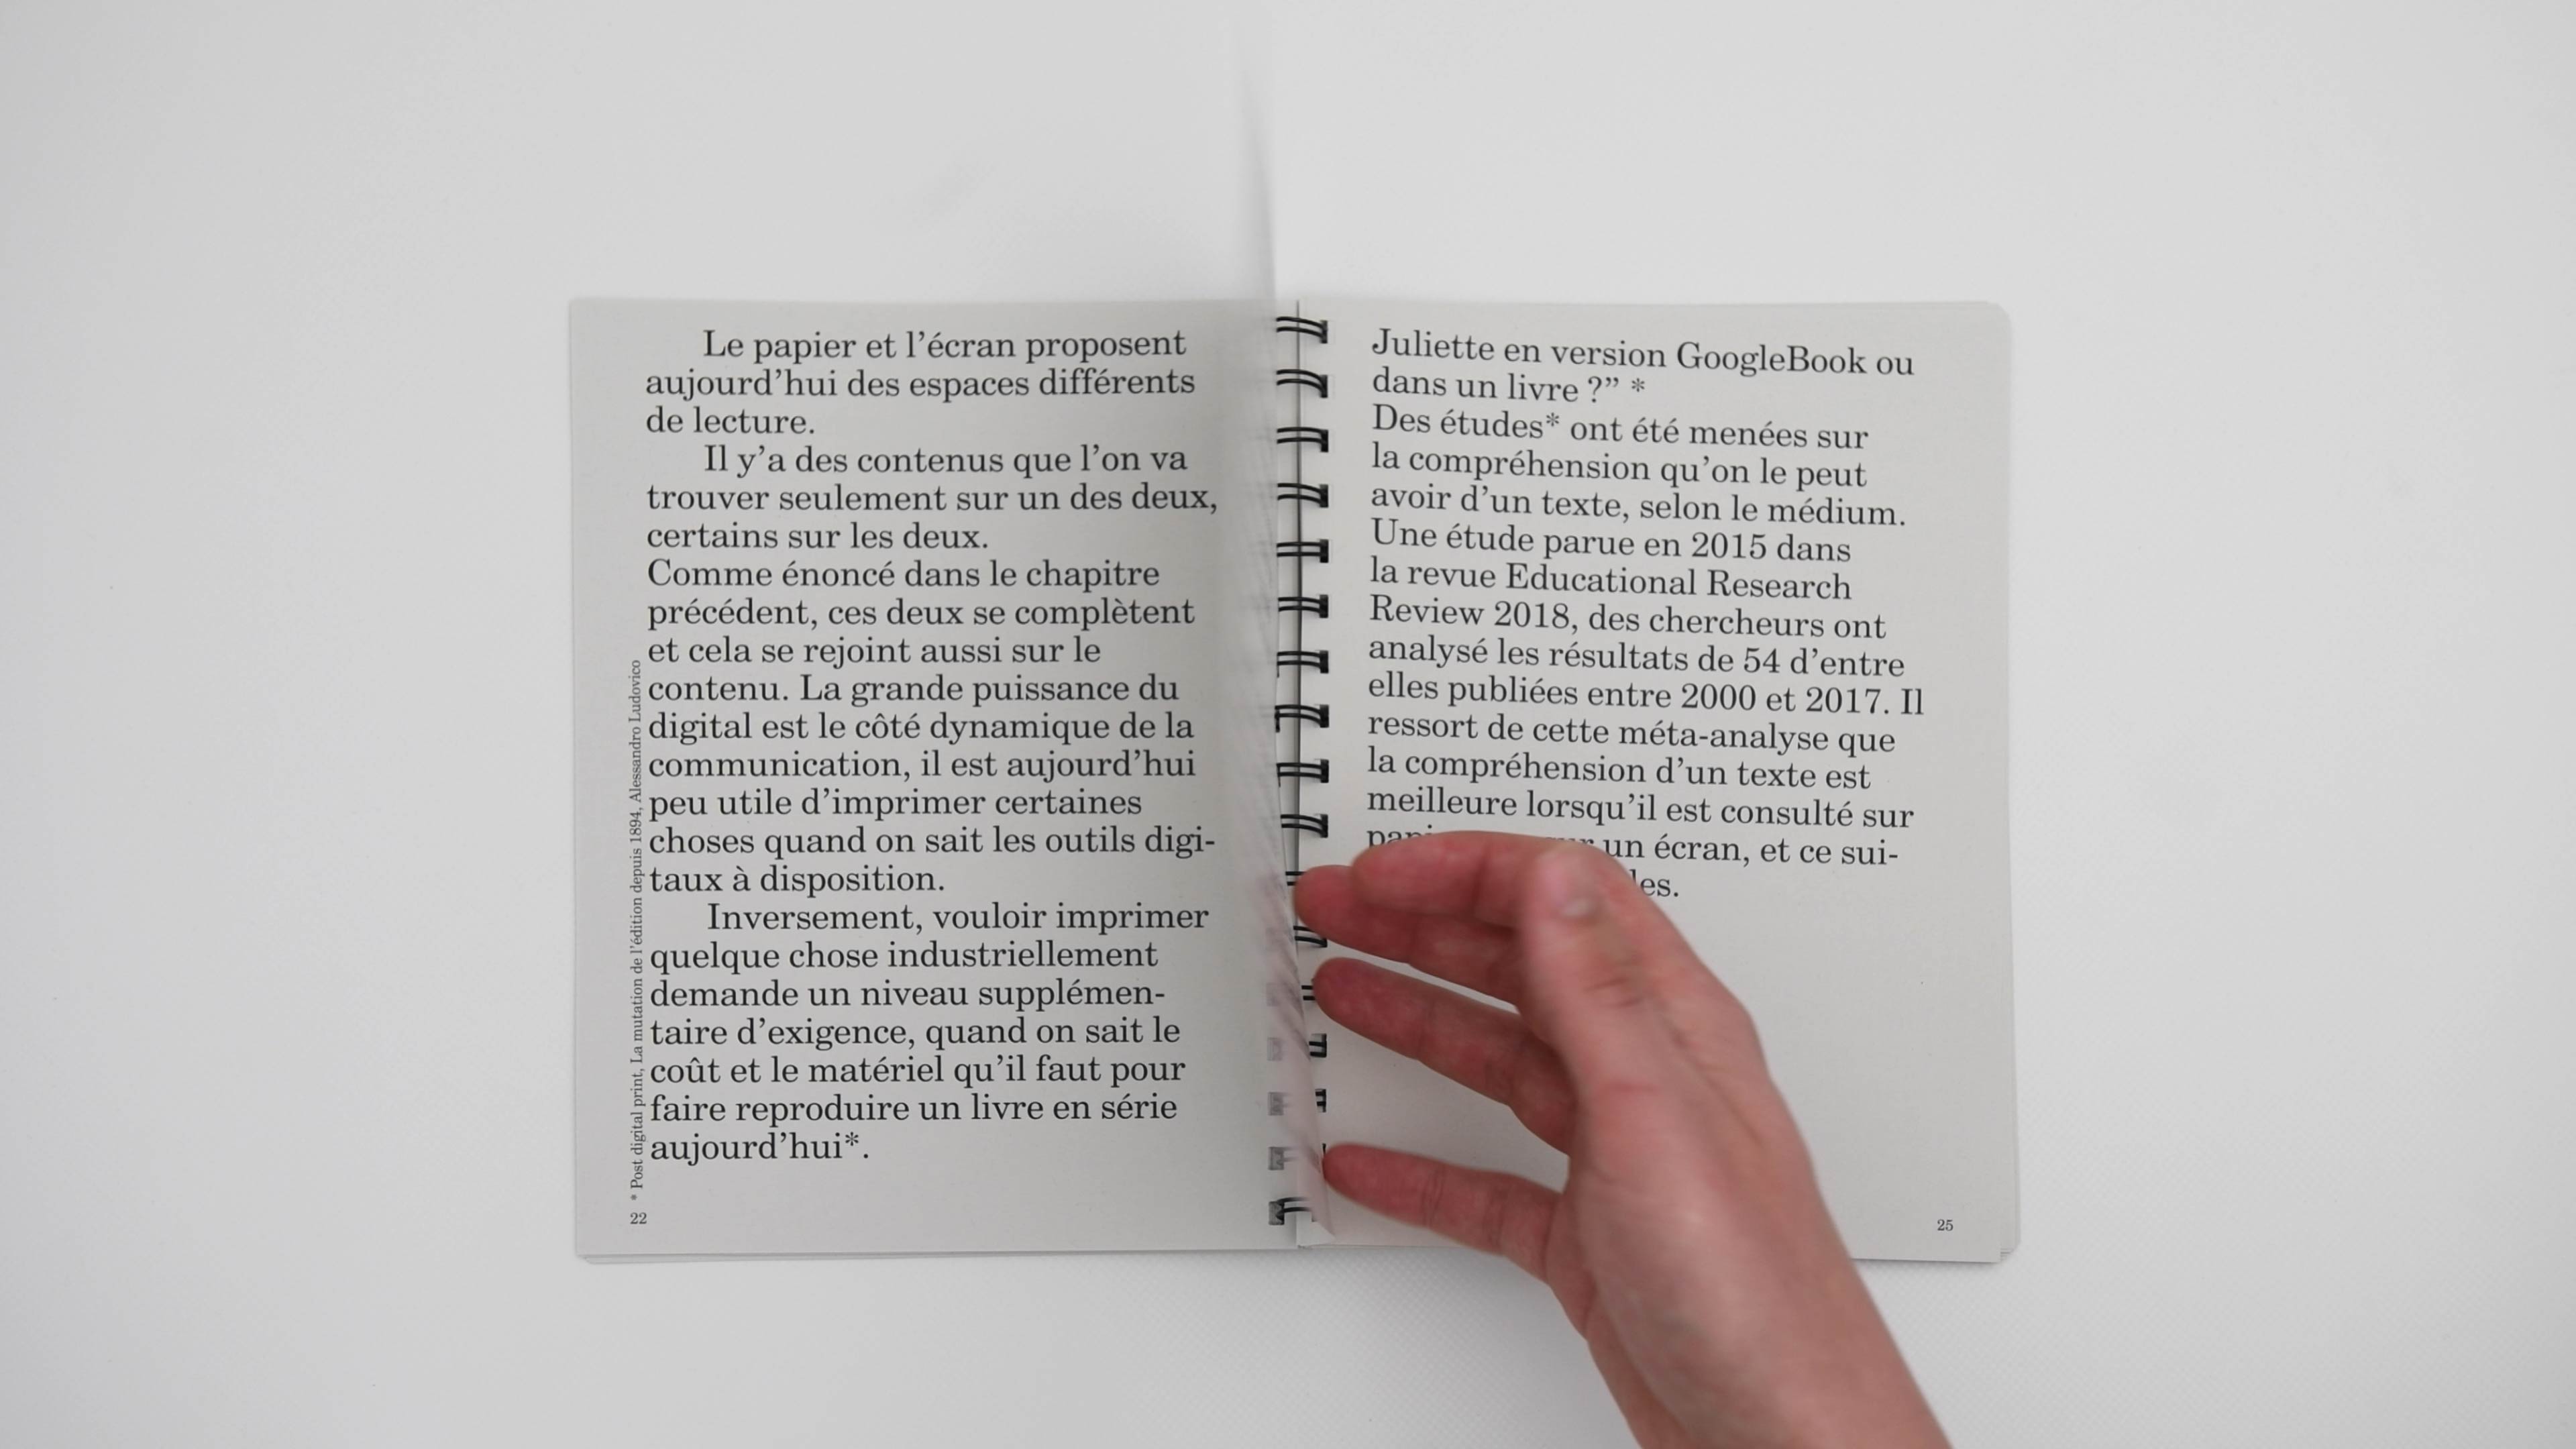 Le papier et l’écran proposent
aujourd’hui des espaces différents
de lecture.
Il y’a des contenus que l’on va
trouver seulement sur un des deux,
certains sur les deux.
Comme énoncé dans le chapitre
précédent, ces deux se complètent
et cela se rejoint aussi sur le
contenu. La grande puissance du
digital est le côté dynamique de la
communication, il est aujourd’hui
peu utile d’imprimer certaines
choses quand on sait les outils digi-
taux à disposition.
Inversement, vouloir imprimer
quelque chose industriellement
demande un niveau supplémen-
taire d’exigence, quand on sait le
coût et le matériel qu’il faut pour
faire reproduire un livre en série
aujourd’hui*.
* Post digital print, La mutation de l’édition depuis 1894, Alessandro Ludovico
22
Juliette en version GoogleBook ou
dans un livre ?” *
Des études* ont été menées sur
la compréhension qu’on le peut
avoir d’un texte, selon le médium.
Une étude parue en 2015 dans
la revue Educational Research
Review 2018, des chercheurs ont
analysé les résultats de 54 d’entre
elles publiées entre 2000 et 2017. Il
ressort de cette méta-analyse que
la compréhension d’un texte est
meilleure lorsqu’il est consulté sur
un écran, et ce sui-
25